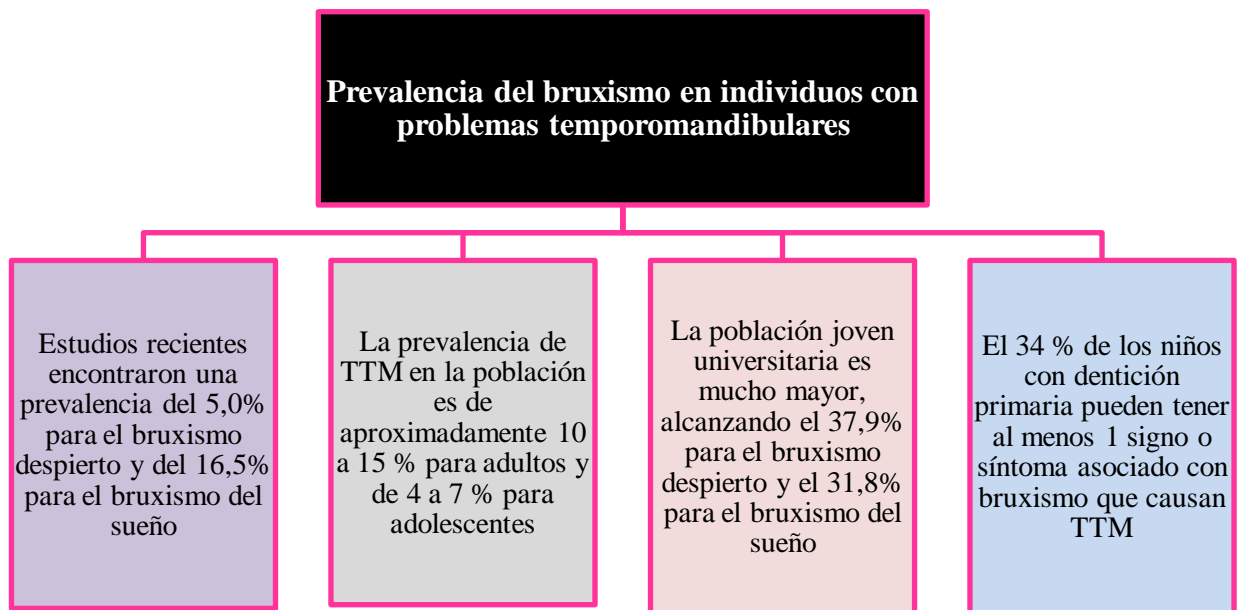 Prevalencia del bruxismo en individuos con
problemas temporomandibulares
Estudios recientes
encontraron una
prevalencia del 5,0%
para el bruxismo
despierto y del 16,5%
para el bruxismo del
sueño
La prevalencia de
TTM en la población
es de
aproximadamente 10
a 15 % para adultos y
de 4 a 7 % para
adolescentes
La población joven
universitaria es
mucho mayor,
alcanzando el 37,9%
para el bruxismo
despierto y el 31,8%
para el bruxismo del
sueño
El 34 % de los niños
con dentición
primaria pueden tener
al menos 1 signo o
síntoma asociado con
bruxismo que causan
TTM